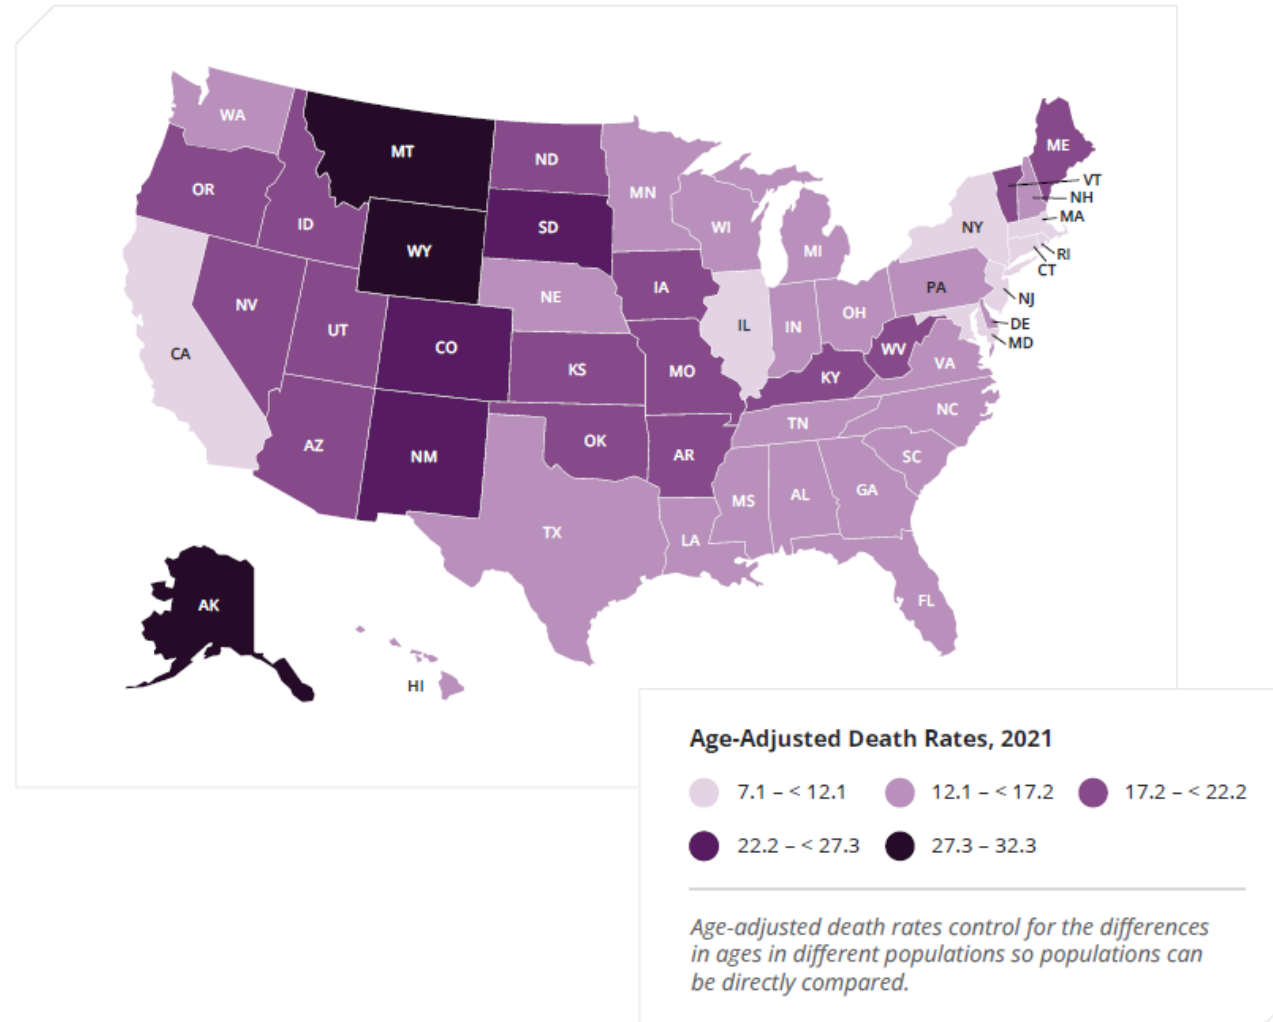 WA
MT
ND
ME
OR
MN
VT
ID
SD
WI
NH
MA
NY
WY
MI
RI
CT
IA
PA
NE
NV
NJ
OH
UT
IL
IN
DE
MD
CO
WV
CA
VA
KS
MO
KY
NC
TN
OK
AZ
AR
NM
SC
GA
AL
MS
TX
LA
FL
AK
HI
Age-Adjusted Death Rates, 2021
7.1 – < 12.1
12.1 – < 17.2
17.2 – < 22.2
22.2 – < 27.3
27.3 – 32.3
Age-adjusted death rates control for the differences
in ages in different populations so populations can
be directly compared.